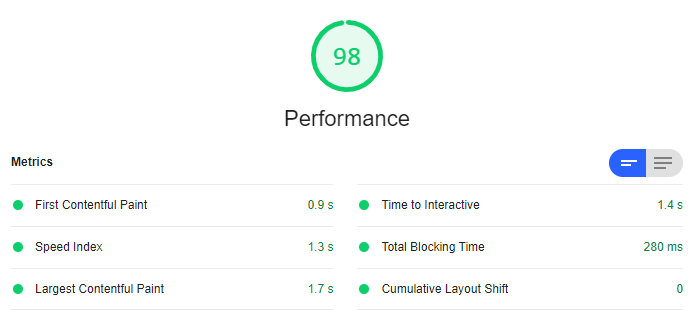 98
Performance
Metrics
First Contentful Paint 0.9 s
Time to Interactive 1.4 s
Speed Index 1.3 s
Total Blocking Time 280 ms
Largest Contentful Paint 1.7 s
Cumulative Layout Shift 0